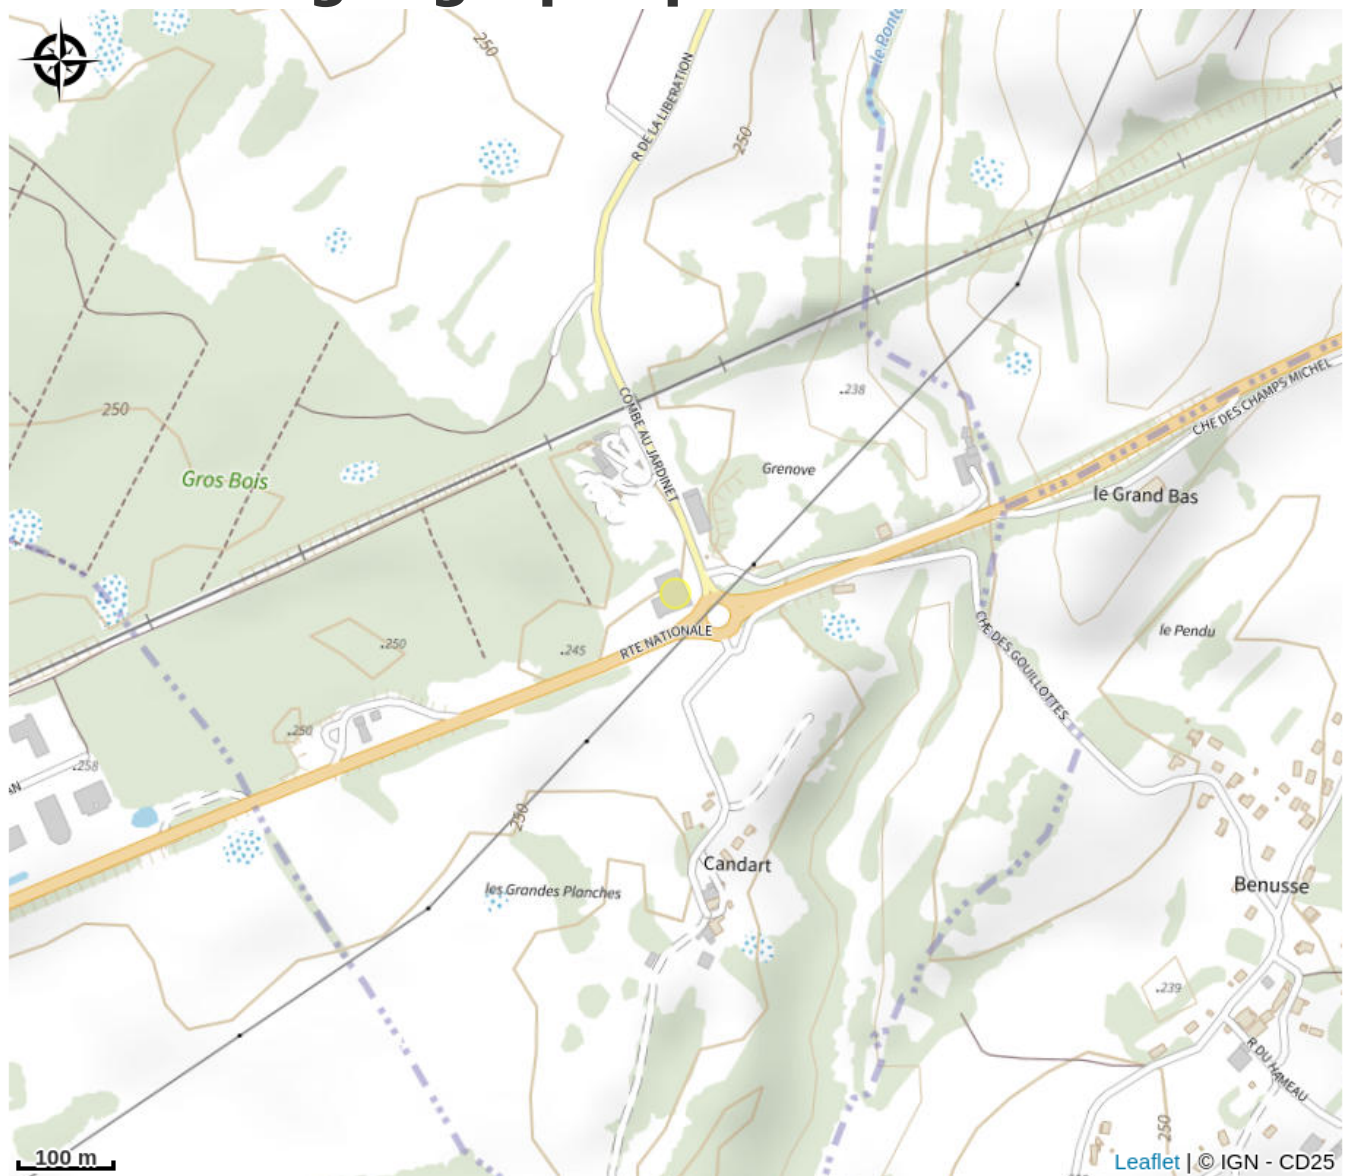 250
le Ronte
R DE LA LIBERATION
250
250
238
COMBE AU JARDINET
CHE DES CHAMPS MICHEL
Grenove
Gros Bois
le Grand Bas
RTE NATIONALE
le Pendu
CHE DES GOUILLOTTES
250
245
250
258
AN
250
Candart
les Grandes Planches
Benusse
239
R DU HAMEAU
250
100 m
Leaflet | © IGN - CD25